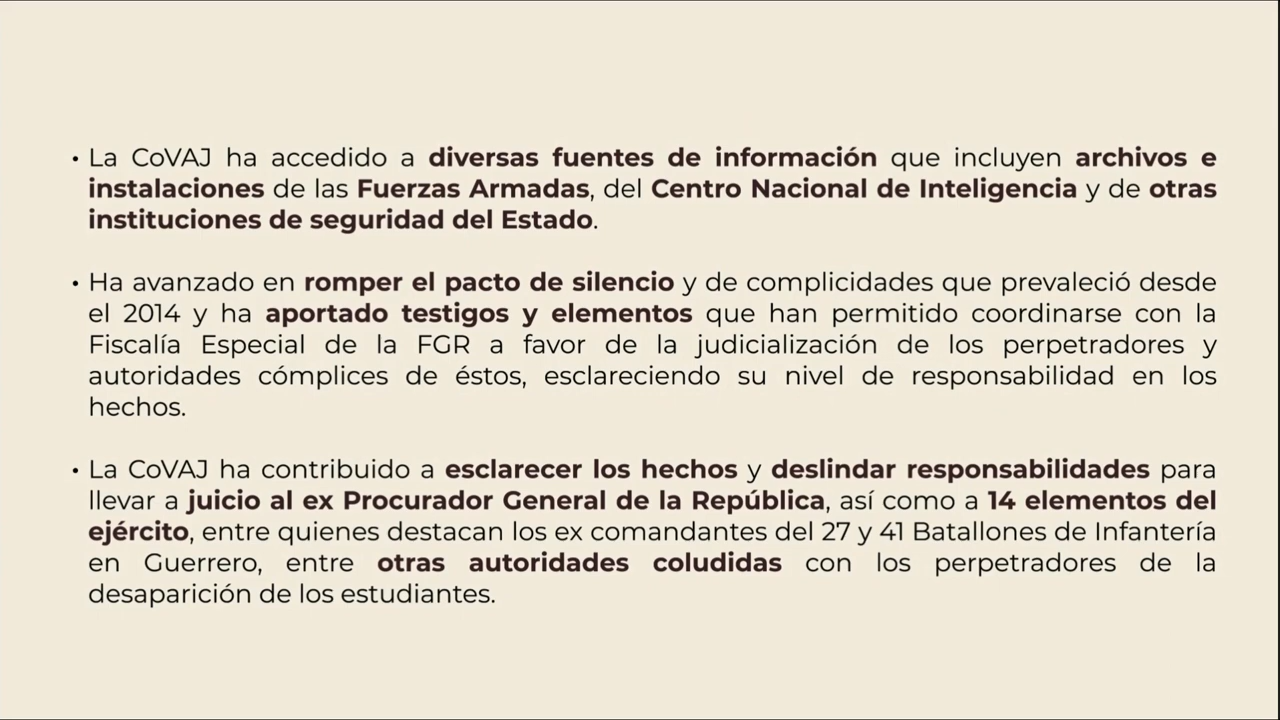 • La CoVAJ ha accedido a diversas fuentes de información que incluyen archivos e
instalaciones de las Fuerzas Armadas, del Centro Nacional de Inteligencia y de otras
instituciones de seguridad del Estado.
• Ha avanzado en romper el pacto de silencio y de complicidades que prevaleció desde
el 2014 y ha aportado testigos y elementos que han permitido coordinarse con la
Fiscalía Especial de la FGR a favor de la judicialización de los perpetradores y
autoridades cómplices de éstos, esclareciendo su nivel de responsabilidad en los
hechos.
• La CoVAJ ha contribuido a esclarecer los hechos y deslindar responsabilidades para
llevar a juicio al ex Procurador General de la República, así como a 14 elementos del
ejército, entre quienes destacan los ex comandantes del 27 y 41 Batallones de Infantería
en Guerrero, entre otras autoridades coludidas con los perpetradores de la
desaparición de los estudiantes.